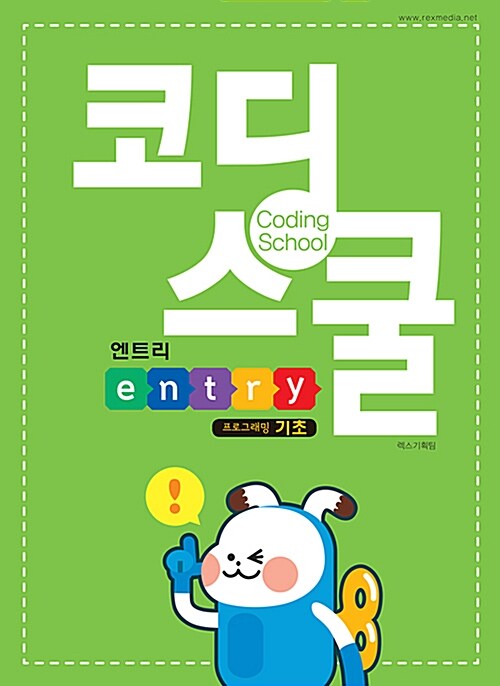 www.rexmedia.net
코딩
Coding
School
스쿨
엔트리
entry
프로그래밍 기초
렉스기획팀
!